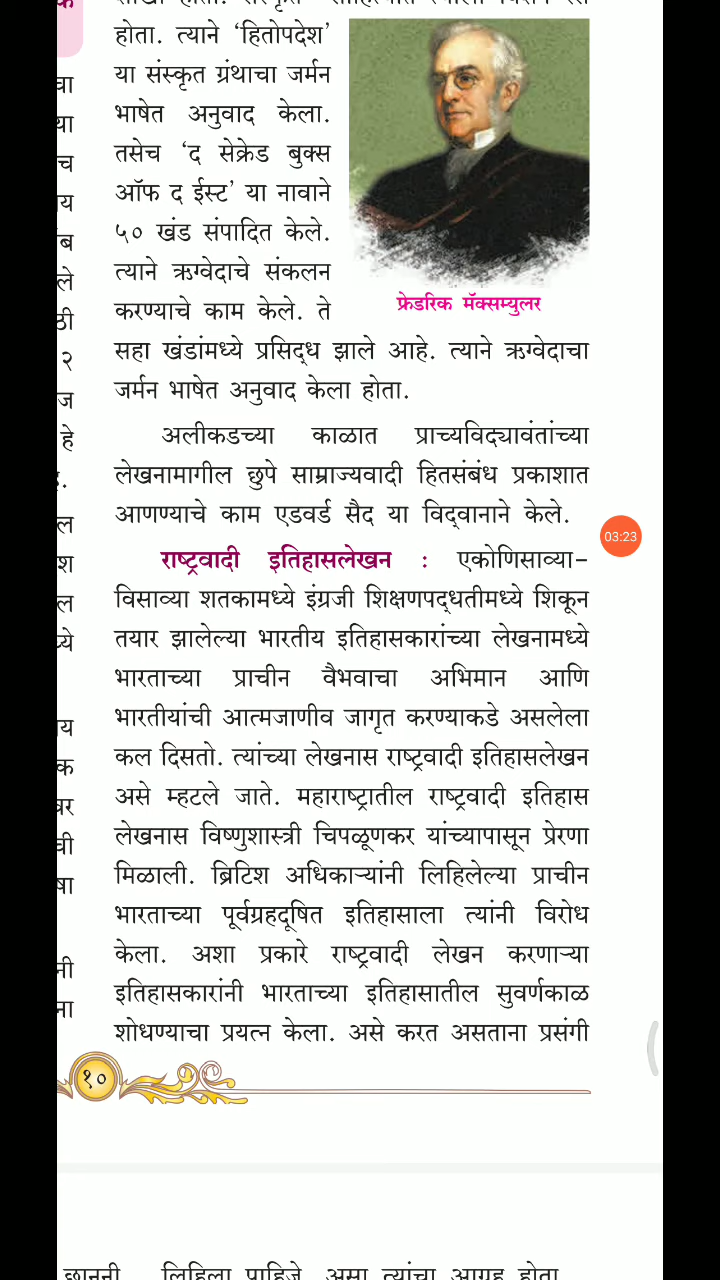 होता. त्याने ‘हितोपदेश’
या संस्कृत ग्रंथाचा जर्मन
भाषेत अनुवाद केला.
तसेच ‘द सेक्रेड बुक्स
ऑफ द ईस्ट’ या नावाने
५० खंड संपादित केले.
त्याने ऋग्वेदाचे संकलन
करण्याचे काम केले. ते
फ्रेडरिक मॅक्सम्युलर
सहा खंडांमध्ये प्रसिद्ध झाले आहे. त्याने ऋग्वेदाचा
जर्मन भाषेत अनुवाद केला होता.
अलीकडच्या काळात प्राच्यविद्यावंतांच्या
लेखनामागील छुपे साम्राज्यवादी हितसंबंध प्रकाशात
आणण्याचे काम एडवर्ड सैद या विद्वानाने केले.
03:23
राष्ट्रवादी इतिहासलेखन : एकोणिसाव्या-
विसाव्या शतकामध्ये इंग्रजी शिक्षणपद्धतीमध्ये शिकून
तयार झालेल्या भारतीय इतिहासकारांच्या लेखनामध्ये
भारताच्या प्राचीन वैभवाचा अभिमान आणि
भारतीयांची आत्मजाणीव जागृत करण्याकडे असलेला
कल दिसतो. त्यांच्या लेखनास राष्ट्रवादी इतिहासलेखन
असे म्हटले जाते. महाराष्ट्रातील राष्ट्रवादी इतिहास
लेखनास विष्णुशास्त्री चिपळूणकर यांच्यापासून प्रेरणा
मिळाली. ब्रिटिश अधिकाऱ्यांनी लिहिलेल्या प्राचीन
भारताच्या पूर्वग्रहदूषित इतिहासाला त्यांनी विरोध
केला. अशा प्रकारे राष्ट्रवादी लेखन करणाऱ्या
इतिहासकारांनी भारताच्या इतिहासातील सुवर्णकाळ
शोधण्याचा प्रयत्न केला. असे करत असताना प्रसंगी
१०
लिहिला पाहिजे, असा त्यांचा आग्रह होता.